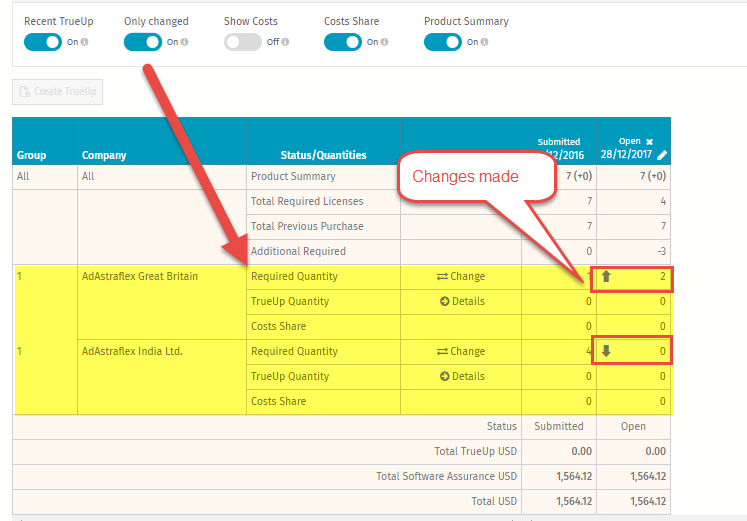 Recent TrueUp Only changed Show Costs Costs Share Product Summary
On On Off On On
Create TrueUp
Changes made
Submitted Open
Group Company Status/Quantities /12/2016 28/12/2017
All All Product Summary 7 (+0) 7 (+0)
Total Required Licenses 7 4
Total Previous Purchase 7 7
Additional Required 0 -3
1 AdAstraflex Great Britain Required Quantity Change 2
TrueUp Quantity Details 0 0
Costs Share 0 0
1 AdAstraflex India Ltd. Required Quantity Change 4 0
TrueUp Quantity Details 0 0
Costs Share 0 0
Status Submitted Open
Total TrueUp USD 0.00 0.00
Total Software Assurance USD 1,564.12 1,564.12
Total USD 1,564.12 1,564.12